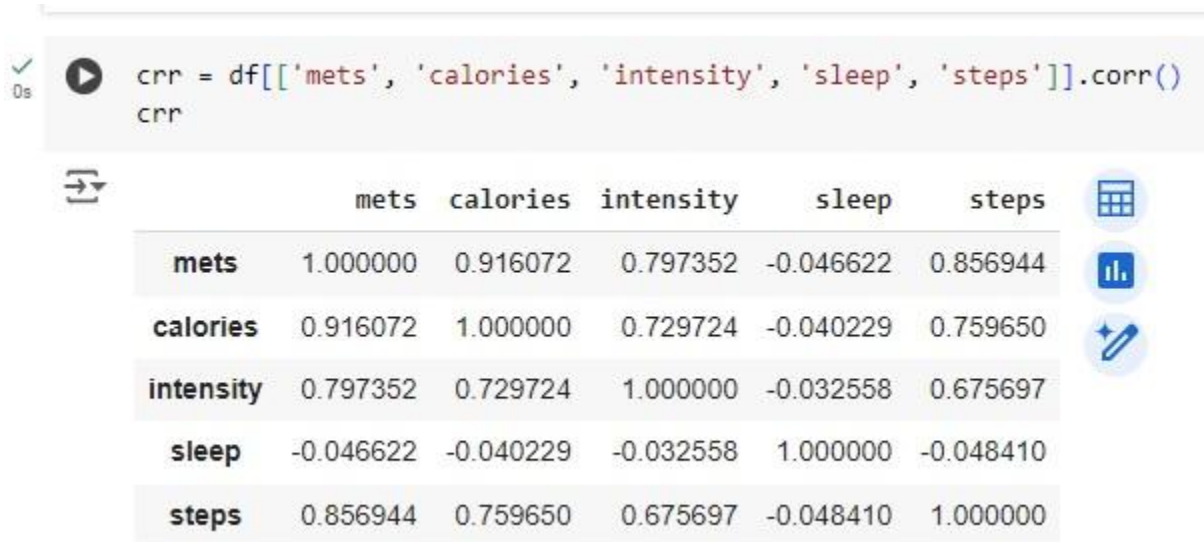 0s
crr = df[['mets', 'calories', 'intensity', 'sleep', 'steps']].corr()
crr
mets calories intensity sleep steps
mets 1.000000 0.916072 0.797352 -0.046622 0.856944
calories 0.916072 1.000000 0.729724 -0.040229 0.759650
intensity 0.797352 0.729724 1.000000 -0.032558 0.675697
sleep -0.046622 -0.040229 -0.032558 1.000000 -0.048410
steps 0.856944 0.759650 0.675697 -0.048410 1.000000